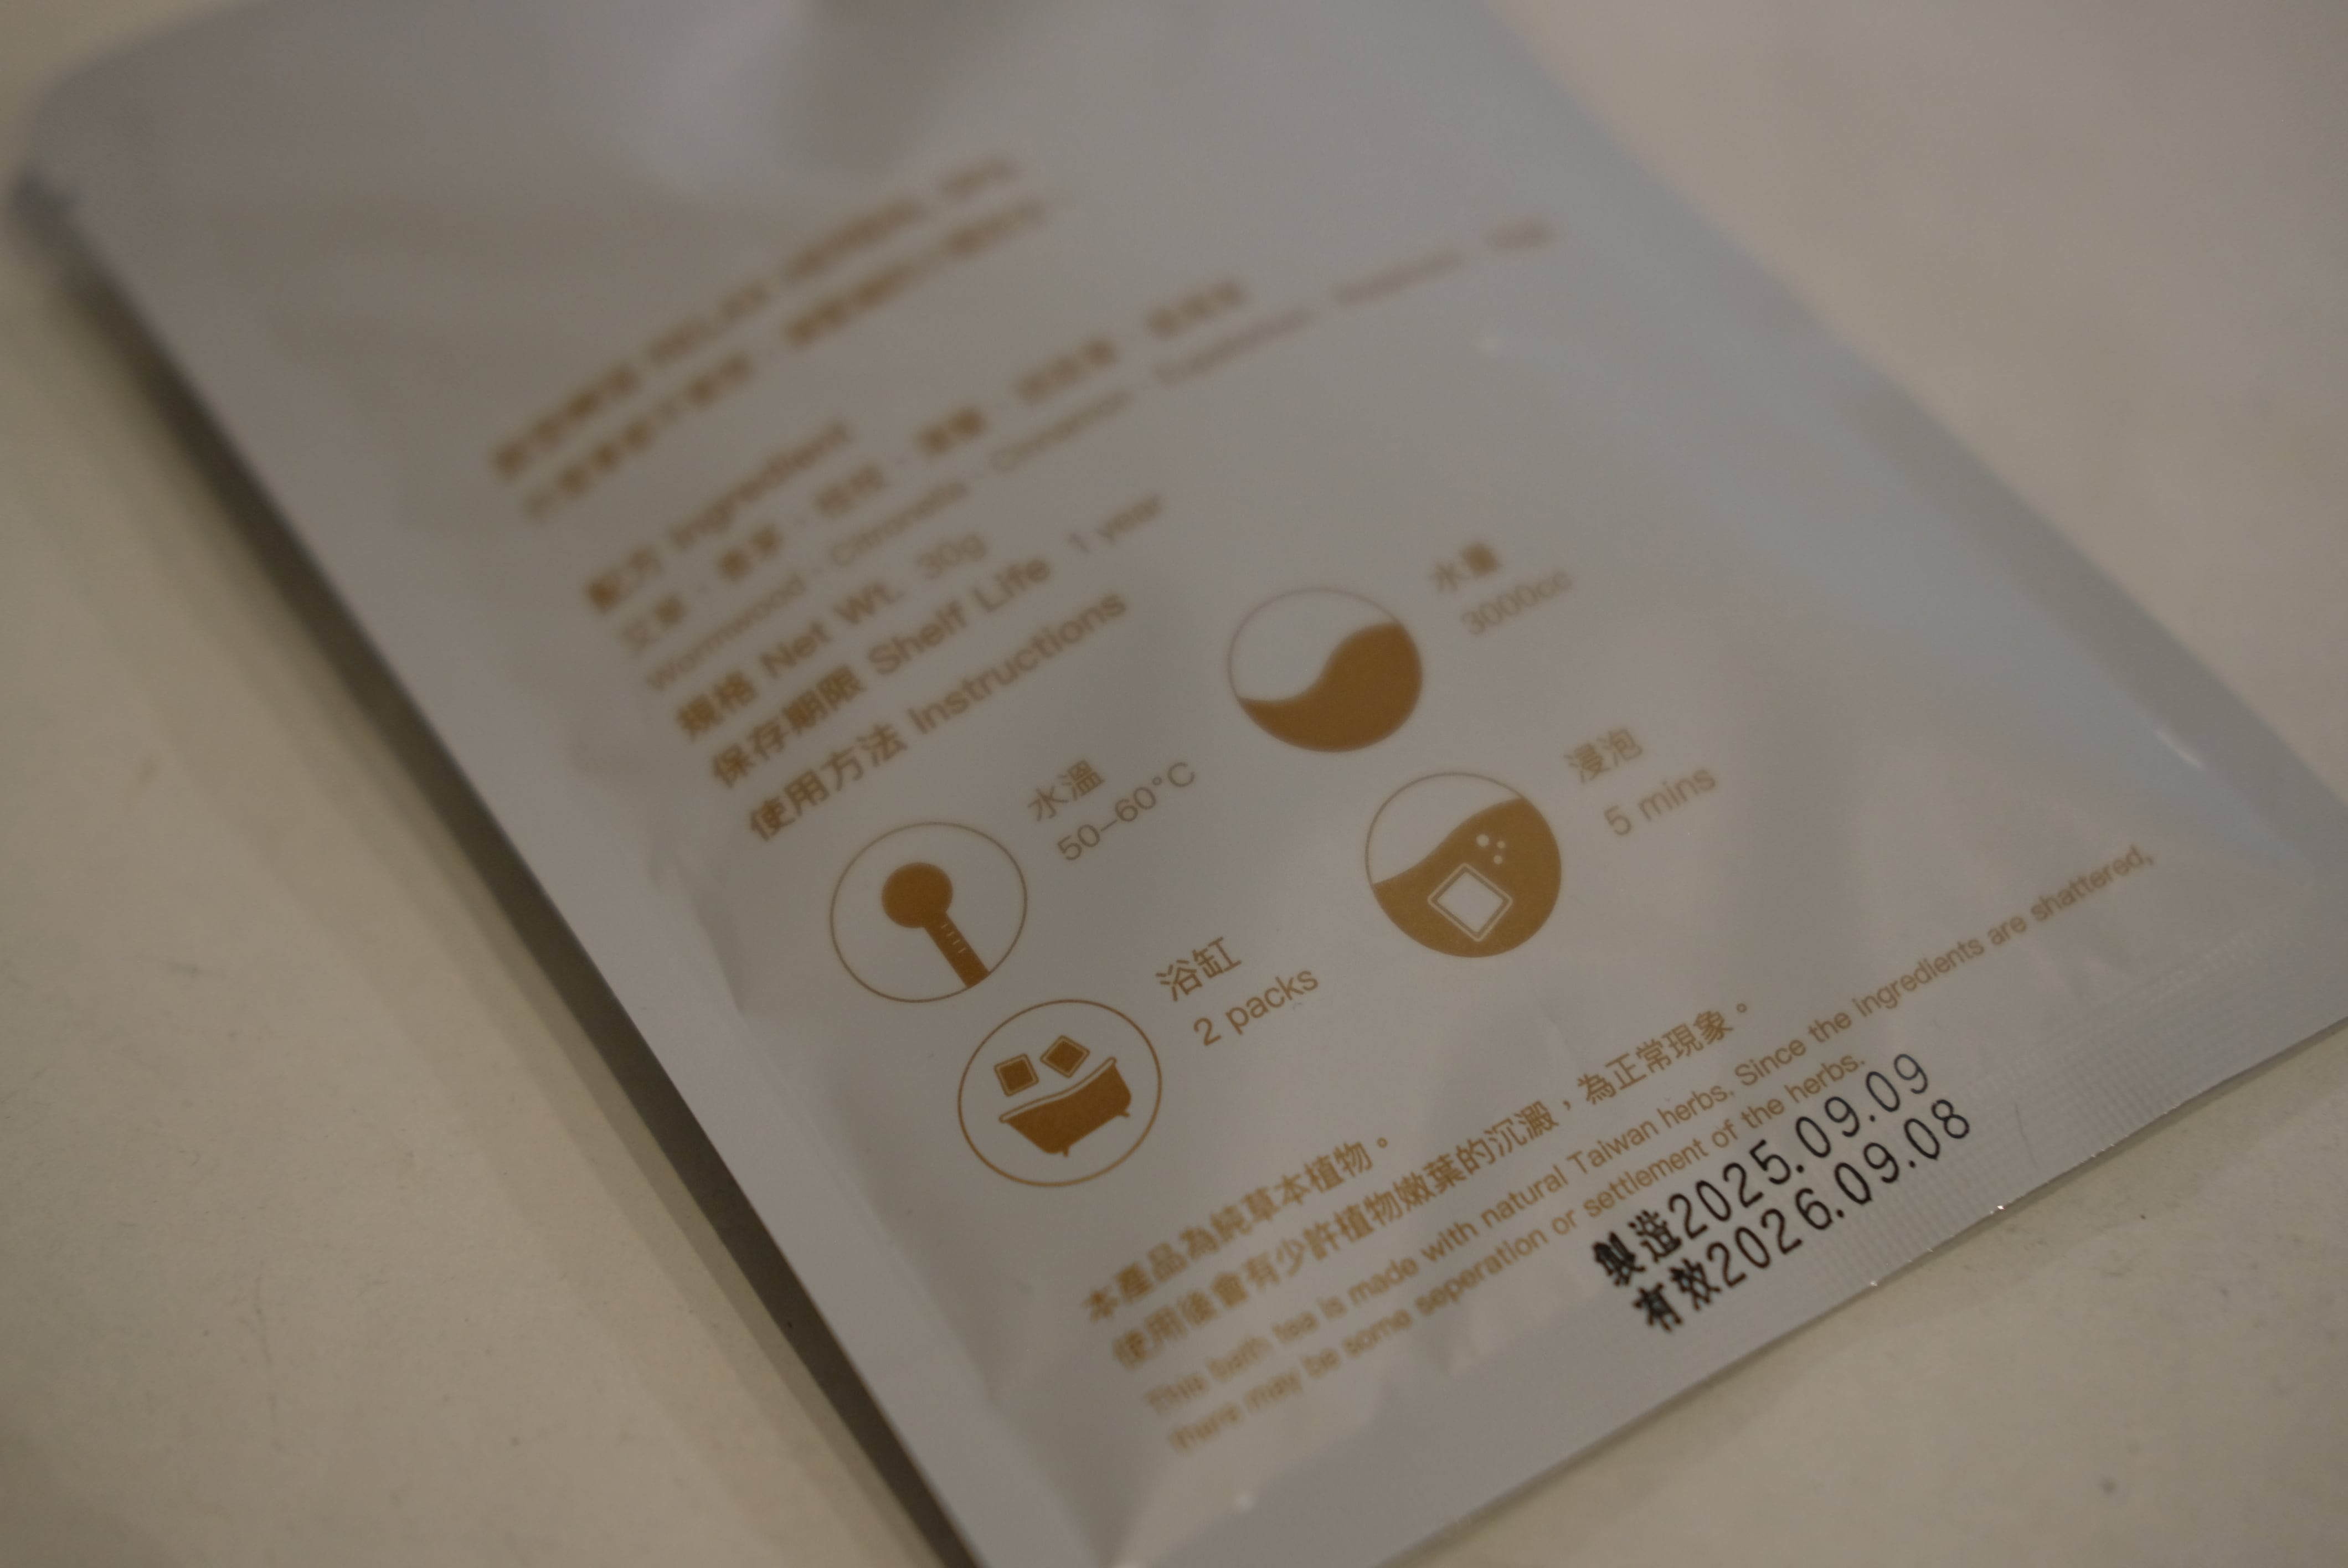 RELAX HERBAL SPA
配方 Ingredient
艾草・香茅・桂枝・
Wormwood・Citronella・Cinnamon・
規格 Net Wt. 30g
保存期限 Shelf Life 1 year
使用方法 Instructions
水溫
50–60°C
水量
3000cc
浴缸
2 packs
浸泡
5 mins
本產品為純草本植物。
使用後會有少許植物嫩葉的沉澱，為正常現象。
This bath tea is made with natural Taiwan herbs. Since the ingredients are shattered,
there may be some seperation or settlement of the herbs.
製造2025.09.09
有效2026.09.08